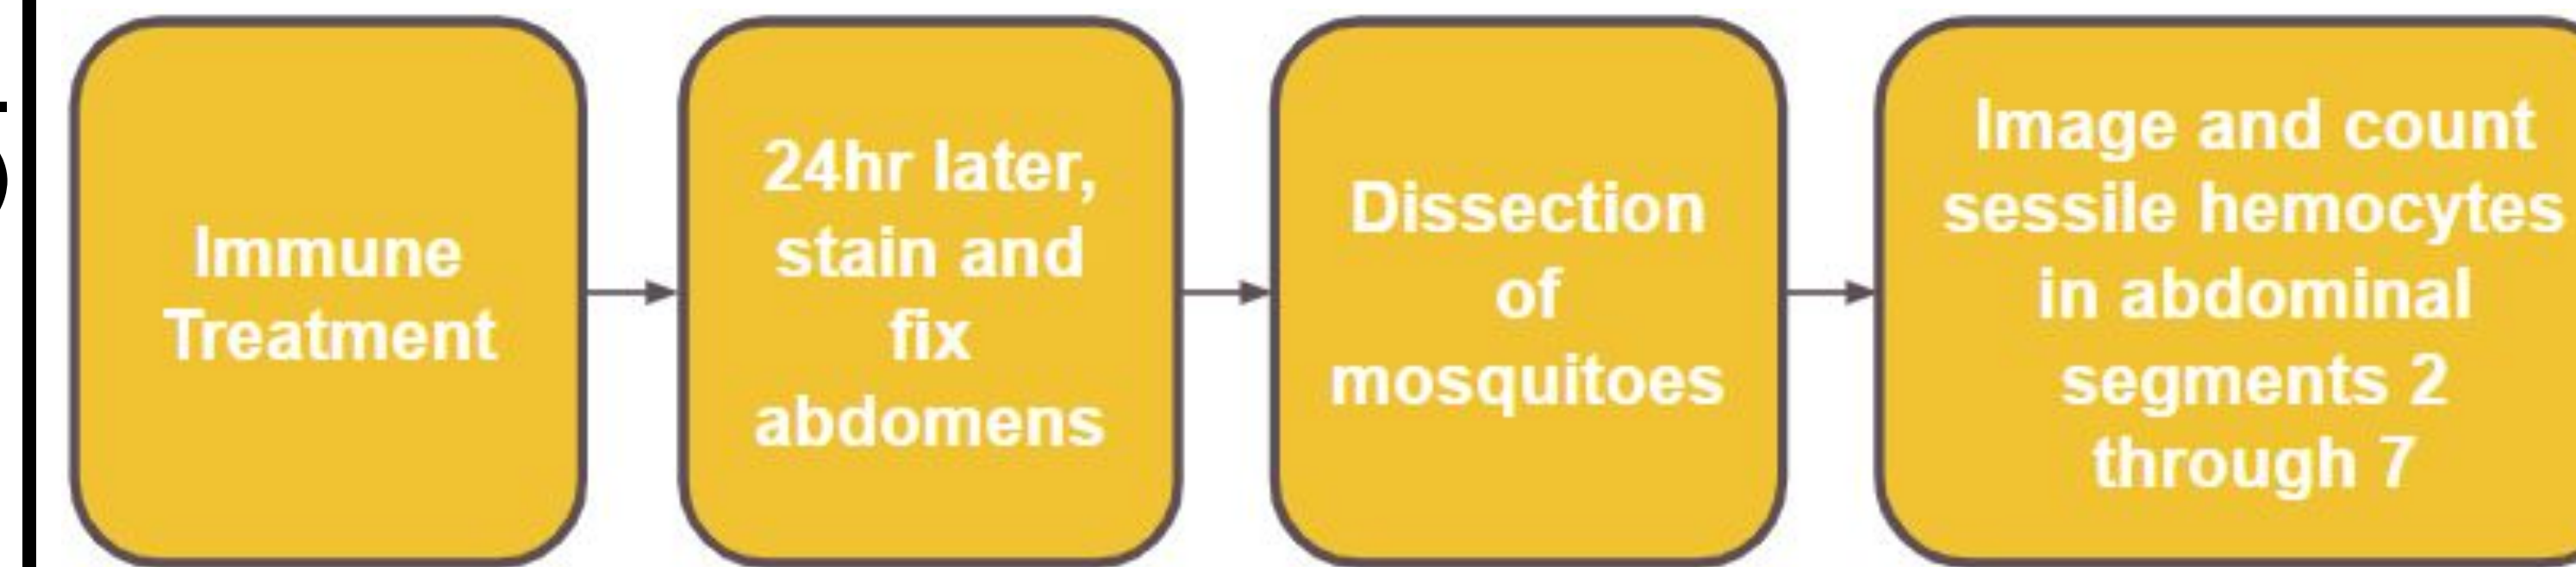 Immune
Treatment
24hr later,
stain and
fix
abdomens
Dissection
of
mosquitoes
Image and count
sessile hemocytes
in abdominal
segments 2
through 7